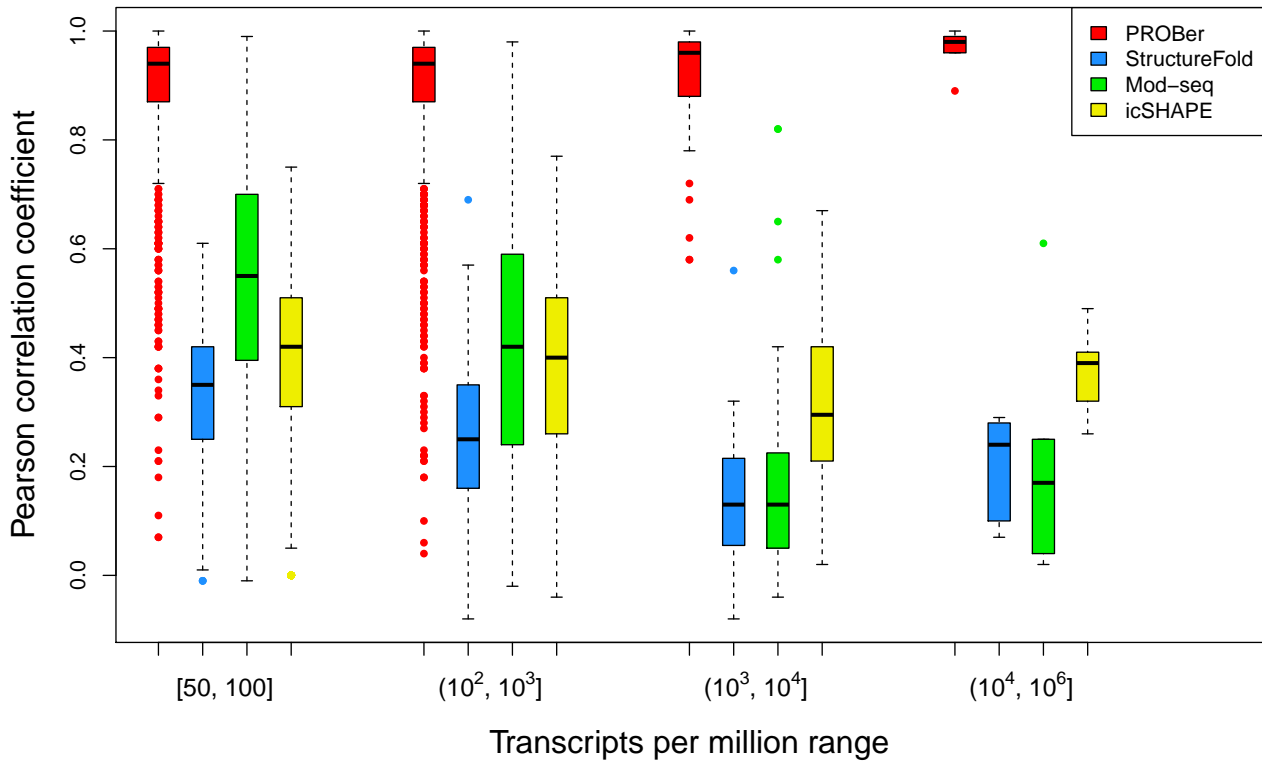 PROBer
StructureFold
Mod−seq
icSHAPE
Pearson correlation coefficient
1.0
0.8
0.6
0.4
0.2
0.0
[50, 100]
(10², 10³]
(10³, 10⁴]
(10⁴, 10⁶]
Transcripts per million range